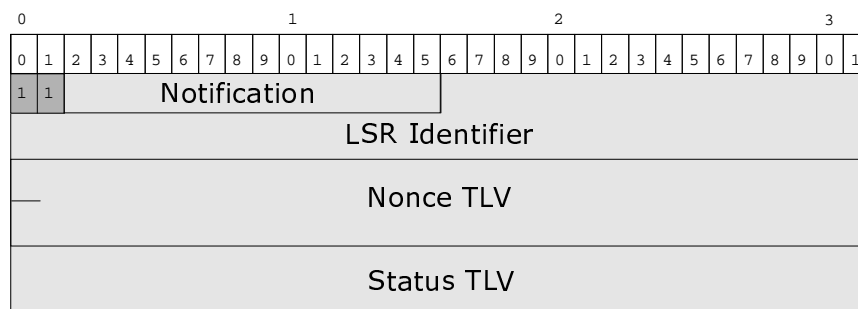 0 1 2 3
0 1 2 3 4 5 6 7 8 9 0 1 2 3 4 5 6 7 8 9 0 1 2 3 4 5 6 7 8 9 0 1
1 1 Notification
LSR Identifier
Nonce TLV
Status TLV